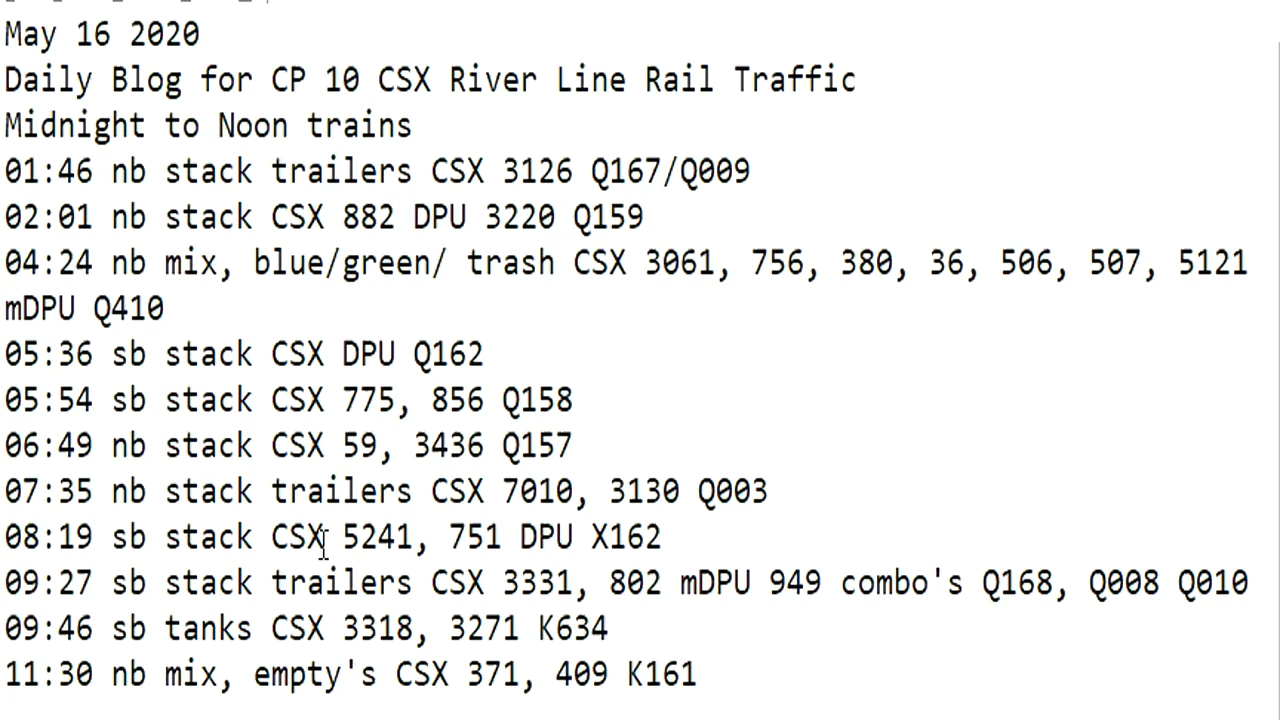 May 16 2020
Daily Blog for CP 10 CSX River Line Rail Traffic
Midnight to Noon trains
01:46 nb stack trailers CSX 3126 Q167/Q009
02:01 nb stack CSX 882 DPU 3220 Q159
04:24 nb mix, blue/green/ trash CSX 3061, 756, 380, 36, 506, 507, 5121
mDPU Q410
05:36 sb stack CSX DPU Q162
05:54 sb stack CSX 775, 856 Q158
06:49 nb stack CSX 59, 3436 Q157
07:35 nb stack trailers CSX 7010, 3130 Q003
08:19 sb stack CSX 5241, 751 DPU X162
09:27 sb stack trailers CSX 3331, 802 mDPU 949 combo's Q168, Q008 Q010
09:46 sb tanks CSX 3318, 3271 K634
11:30 nb mix, empty's CSX 371, 409 K161